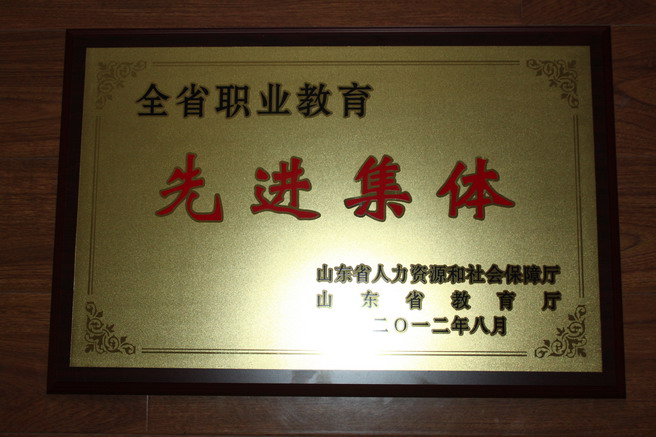 全省职业教育
先进集体
山东省人力资源和社会保障厅
山东省教育厅
二〇一二年八月